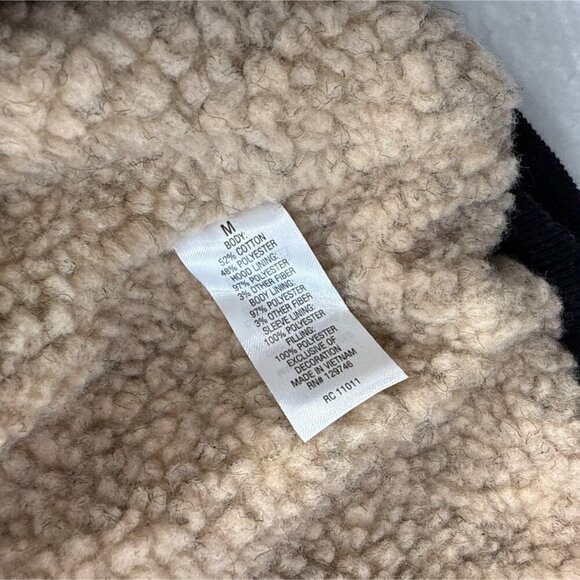 M
BODY:
52% COTTON
48% POLYESTER
HOOD LINING:
97% POLYESTER
3% OTHER FIBER
BODY LINING:
97% POLYESTER
3% OTHER FIBER
SLEEVE LINING:
100% POLYESTER
FILLING:
100% POLYESTER
EXCLUSIVE OF
DECORATION
MADE IN VIETNAM
RN# 129746
RC 11011